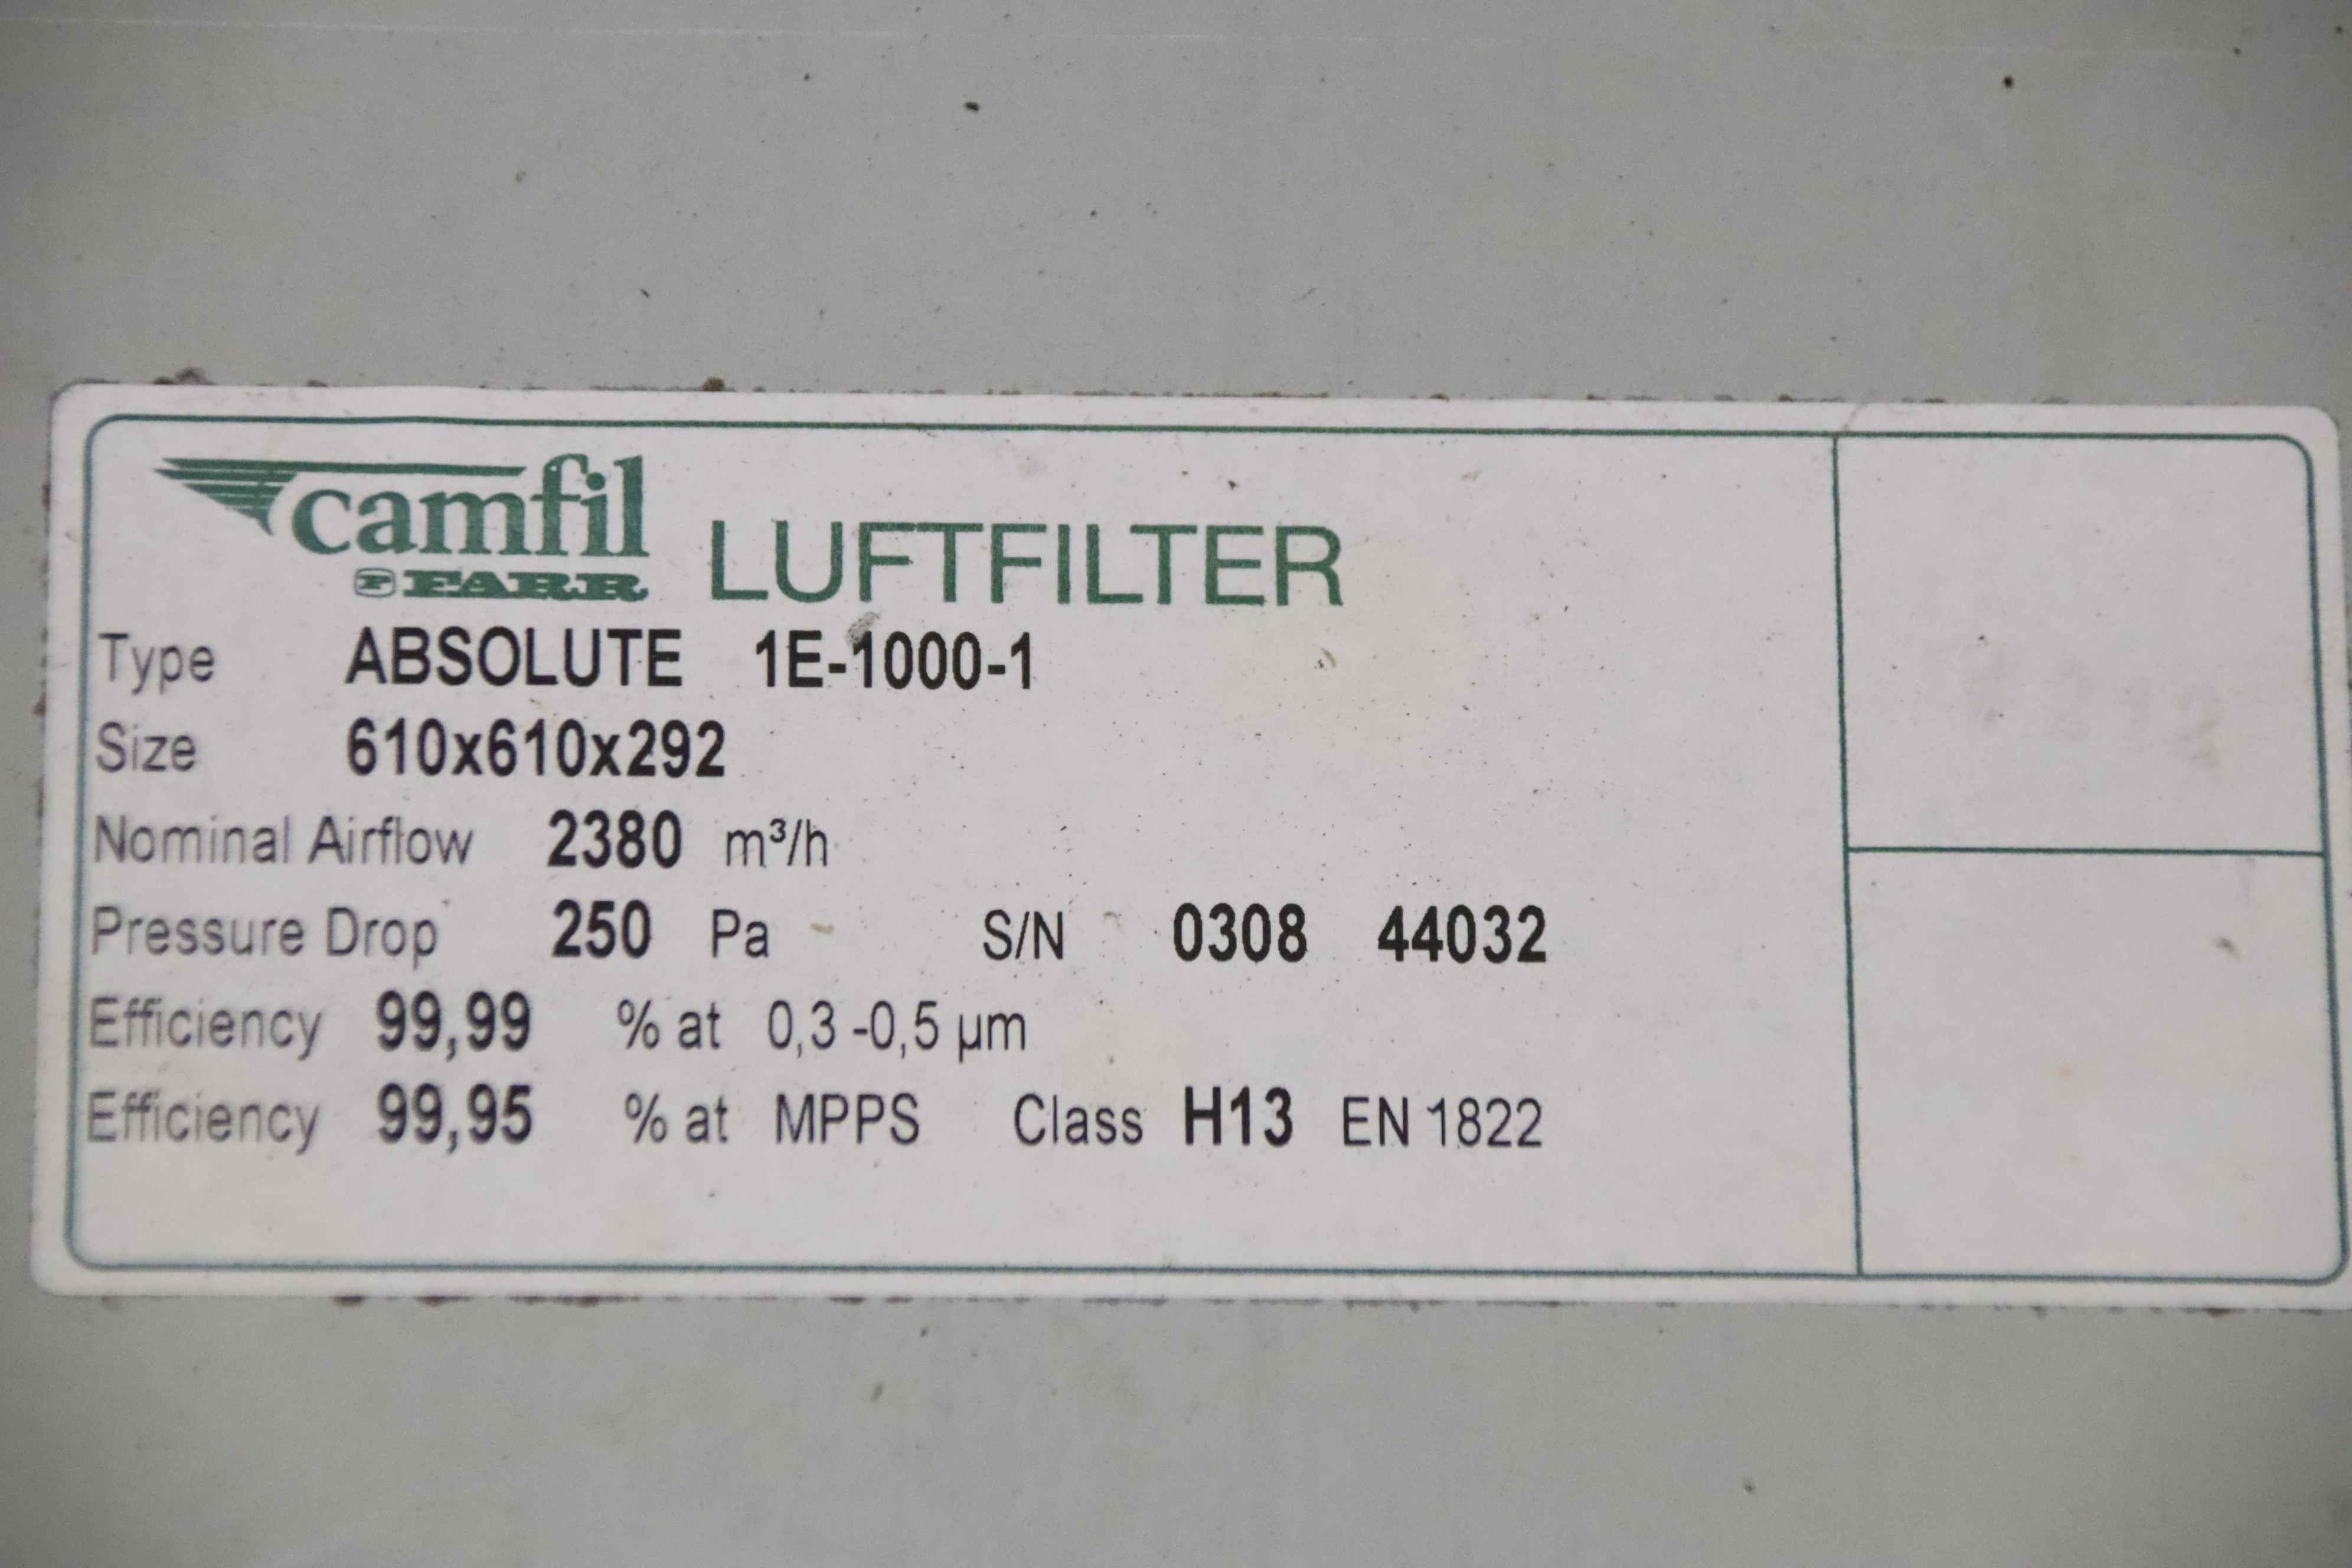 camfil
FARR LUFTFILTER
Type ABSOLUTE 1E-1000-1
Size 610x610x292
Nominal Airflow 2380 m³/h
Pressure Drop 250 Pa S/N 0308 44032
Efficiency 99,99 % at 0,3 -0,5 µm
Efficiency 99,95 % at MPPS Class H13 EN 1822